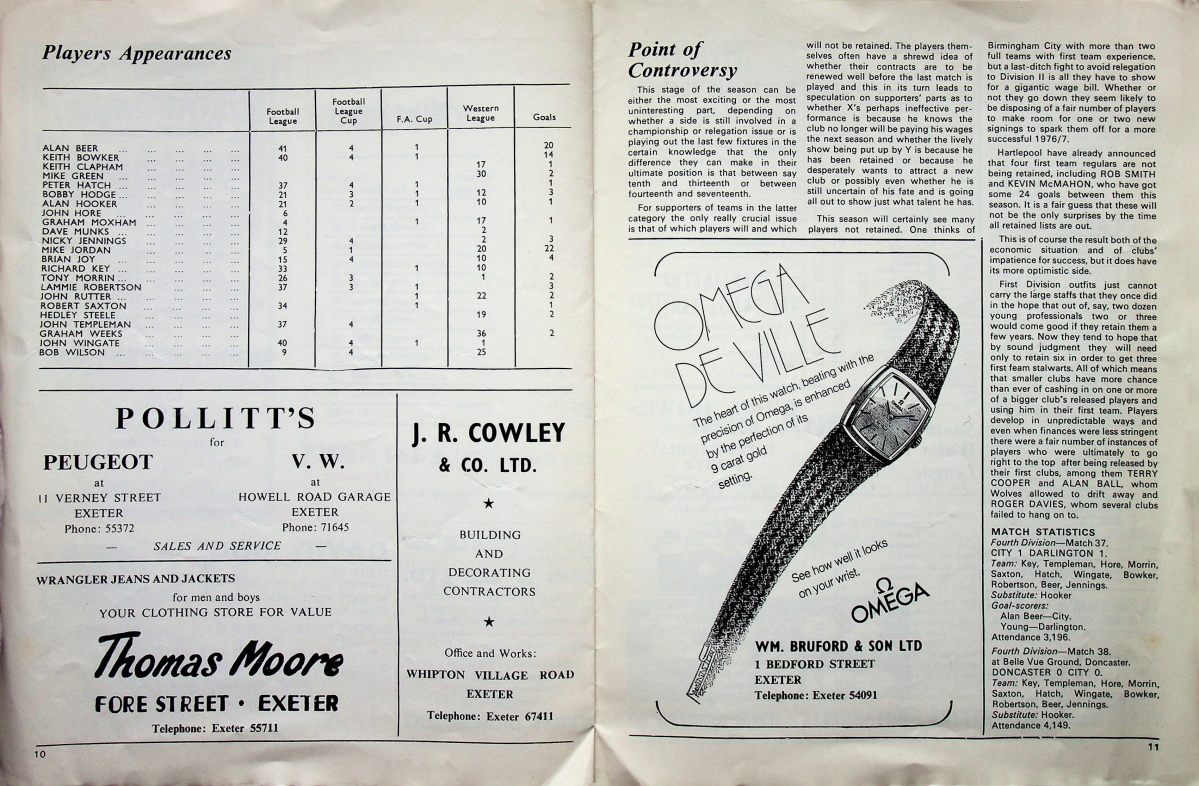 Players Appearances
Football League	Football League Cup	F.A. Cup	Western League	Goals
ALAN BEER ... ... ... ... 41 4 1 20
KEITH BOWKER ... ... ... 40 4 1 14
KEITH CLAPHAM ... ... ... 17 1
MIKE GREEN ... ... ... ... 30 2
PETER HATCH ... ... ... ... 37 4 1 1
BOBBY HODGE ... ... ... ... 21 3 1 12 3
ALAN HOOKER ... ... ... 21 2 1 10 1
JOHN HORE ... ... ... ... 6
GRAHAM MOXHAM ... ... ... 4 1 17 1
DAVE MUNKS ... ... ... 12 2
NICKY JENNINGS ... ... ... 29 4 2 3
MIKE JORDAN ... ... ... 5 1 20 22
BRIAN JOY ... ... ... ... 15 4 10 4
RICHARD KEY ... ... ... ... 33 1 10
TONY MORRIN ... ... ... ... 26 3 1 2
LAMMIE ROBERTSON ... ... ... 37 3 1 3
JOHN RUTTER ... ... ... ... 1 22 2
ROBERT SAXTON ... ... ... 34 1 1
HEDLEY STEELE ... ... ... 19 2
JOHN TEMPLEMAN ... ... ... 37 4
GRAHAM WEEKS ... ... ... 36 2
JOHN WINGATE ... ... ... 40 4 1 1
BOB WILSON ... ... ... ... 9 4 25
POLLITT'S
for
PEUGEOT
at
11 VERNEY STREET
EXETER
Phone: 55372
V. W.
at
HOWELL ROAD GARAGE
EXETER
Phone: 71645
— SALES AND SERVICE —
WRANGLER JEANS AND JACKETS
for men and boys
YOUR CLOTHING STORE FOR VALUE
Thomas Moore
FORE STREET • EXETER
Telephone: Exeter 55711
J. R. COWLEY
& CO. LTD.
★
BUILDING
AND
DECORATING
CONTRACTORS
★
Office and Works:
WHIPTON VILLAGE ROAD
EXETER
Telephone: Exeter 67411
10
Point of
Controversy
This stage of the season can be
either the most exciting or the most
uninteresting part, depending on
whether a side is still involved in a
championship or relegation issue or is
playing out the last few fixtures in the
certain knowledge that the only
difference they can make in their
ultimate position is that between say
tenth and thirteenth or between
fourteenth and seventeenth.
For supporters of teams in the latter
category the only really crucial issue
is that of which players will and which
will not be retained. The players them-
selves often have a shrewd idea of
whether their contracts are to be
renewed well before the last match is
played and this in its turn leads to
speculation on supporters' parts as to
whether X's perhaps ineffective per-
formance is because he knows the
club no longer will be paying his wages
the next season and whether the lively
show being put up by Y is because he
has been retained or because he
desperately wants to attract a new
club or possibly even whether he is
still uncertain of his fate and is going
all out to show just what talent he has.
This season will certainly see many
players not retained. One thinks of
Birmingham City with more than two
full teams with first team experience,
but a last-ditch fight to avoid relegation
to Division II is all they have to show
for a gigantic wage bill. Whether or
not they go down they seem likely to
be disposing of a fair number of players
to make room for one or two new
signings to spark them off for a more
successful 1976/7.
Hartlepool have already announced
that four first team regulars are not
being retained, including ROB SMITH
and KEVIN McMAHON, who have got
some 24 goals between them this
season. It is a fair guess that these will
not be the only surprises by the time
all retained lists are out.
This is of course the result both of the
economic situation and of clubs'
impatience for success, but it does have
its more optimistic side.
First Division outfits just cannot
carry the large staffs that they once did
in the hope that out of, say, two dozen
young professionals two or three
would come good if they retain them a
few years. Now they tend to hope that
by sound judgment they will need
only to retain six in order to get three
first team stalwarts. All of which means
that smaller clubs have more chance
than ever of cashing in on one or more
of a bigger club's released players and
using him in their first team. Players
develop in unpredictable ways and
even when finances were less stringent
there were a fair number of instances of
players who were ultimately to go
right to the top after being released by
their first clubs, among them TERRY
COOPER and ALAN BALL, whom
Wolves allowed to drift away and
ROGER DAVIES, whom several clubs
failed to hang on to.
MATCH STATISTICS
Fourth Division—Match 37.
CITY 1 DARLINGTON 1.
Team: Key, Templeman, Hore, Morrin,
Saxton, Hatch, Wingate, Bowker,
Robertson, Beer, Jennings.
Substitute: Hooker
Goal-scorers:
Alan Beer—City.
Young—Darlington.
Attendance 3,196.
Fourth Division—Match 38.
at Belle Vue Ground, Doncaster.
DONCASTER 0 CITY 0.
Team: Key, Templeman, Hore, Morrin,
Saxton, Hatch, Wingate, Bowker,
Robertson, Beer, Jennings.
Substitute: Hooker.
Attendance 4,149.
OMEGA
DE VILLE
The heart of this watch, beating with the
precision of Omega, is enhanced
by the perfection of its
9 carat gold
setting.
See how well it looks
on your wrist.
Ω
OMEGA
WM. BRUFORD & SON LTD
1 BEDFORD STREET
EXETER
Telephone: Exeter 54091
11